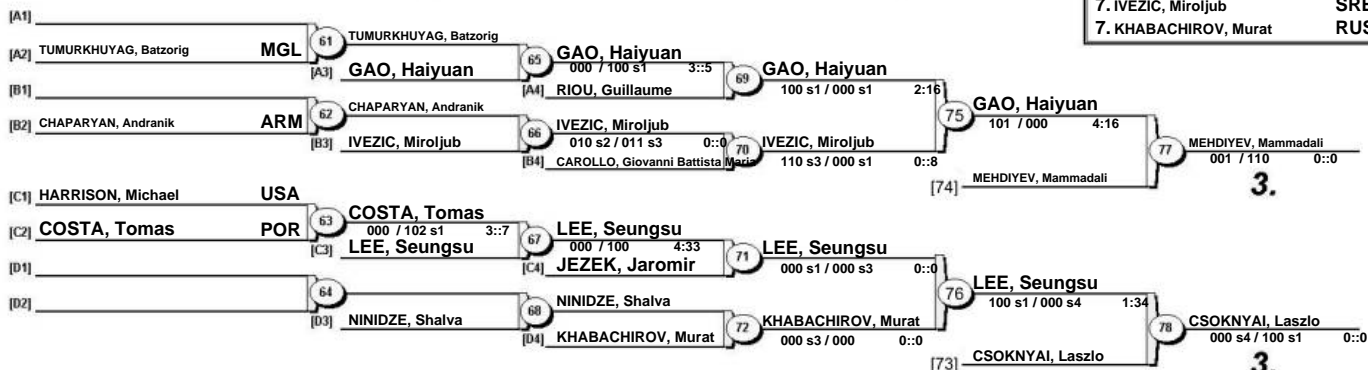 7. IVEZIC, Miroljub SRB
7. KHABACHIROV, Murat RUS
[A1]
[A2] TUMURKHUYAG, Batzorig MGL
61
TUMURKHUYAG, Batzorig
[A3] GAO, Haiyuan
65
GAO, Haiyuan
000 / 100 s1 3::5
[A4] RIOU, Guillaume
69
GAO, Haiyuan
100 s1 / 000 s1 2:16
[B1]
[B2] CHAPARYAN, Andranik ARM
62
CHAPARYAN, Andranik
[B3] IVEZIC, Miroljub
66
IVEZIC, Miroljub
010 s2 / 011 s3 0::0
[B4] CAROLLO, Giovanni Battista Maria
70
IVEZIC, Miroljub
110 s3 / 000 s1 0::8
75
GAO, Haiyuan
101 / 000 4:16
[74] MEHDIYEV, Mammadali
77
MEHDIYEV, Mammadali
001 / 110 0::0
3.
[C1] HARRISON, Michael USA
[C2] COSTA, Tomas POR
63
COSTA, Tomas
000 / 102 s1 3::7
[C3] LEE, Seungsu
67
LEE, Seungsu
000 / 100 4:33
[C4] JEZEK, Jaromir
71
LEE, Seungsu
000 s1 / 000 s3 0::0
[D1]
[D2]
64
[D3] NINIDZE, Shalva
68
NINIDZE, Shalva
[D4] KHABACHIROV, Murat
72
KHABACHIROV, Murat
000 s3 / 000 0::0
76
LEE, Seungsu
100 s1 / 000 s4 1:34
[73] CSOKNYAI, Laszlo
78
CSOKNYAI, Laszlo
000 s4 / 100 s1 0::0
3.